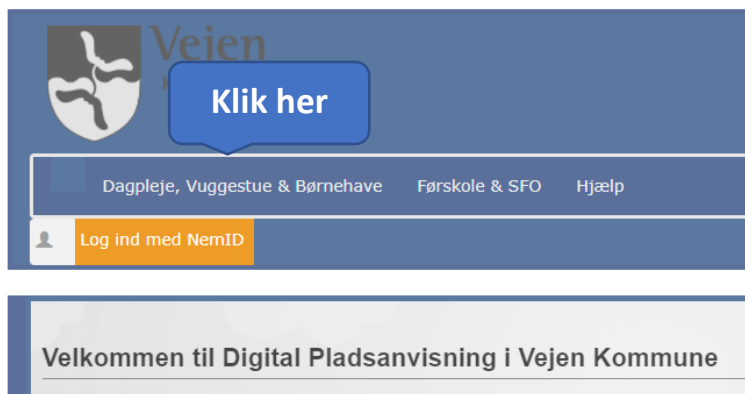 Vejen
Klik her
Dagpleje, Vuggestue & Børnehave Førskole & SFO Hjælp
Log ind med NemID
Velkommen til Digital Pladsanvisning i Vejen Kommune